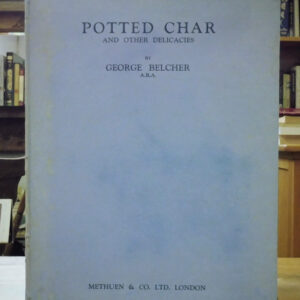 POTTED CHAR
AND OTHER DELICACIES
BY
GEORGE BELCHER
A.R.A.
METHUEN & CO. LTD. LONDON